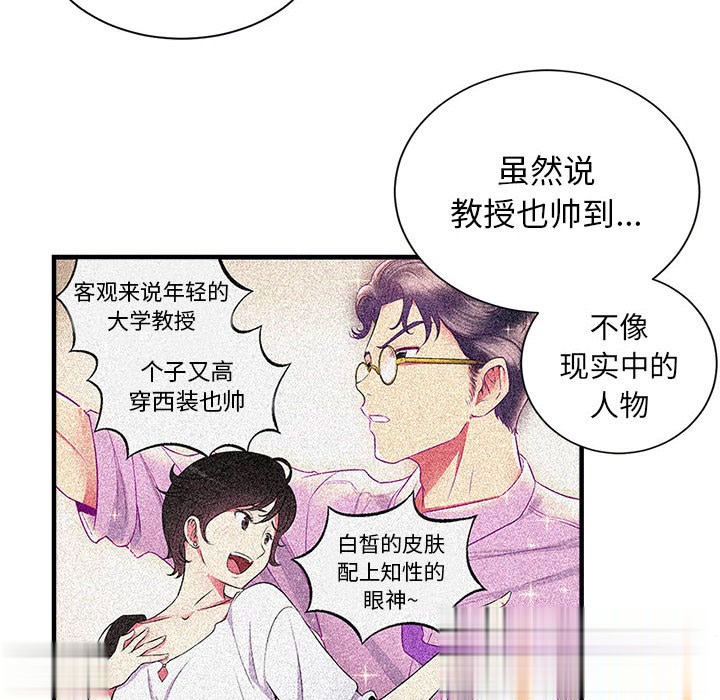 虽然说
教授也帅到...
不像
现实中的
人物
客观来说年轻的
大学教授
个子又高
穿西装也帅
白皙的皮肤
配上知性的
眼神~